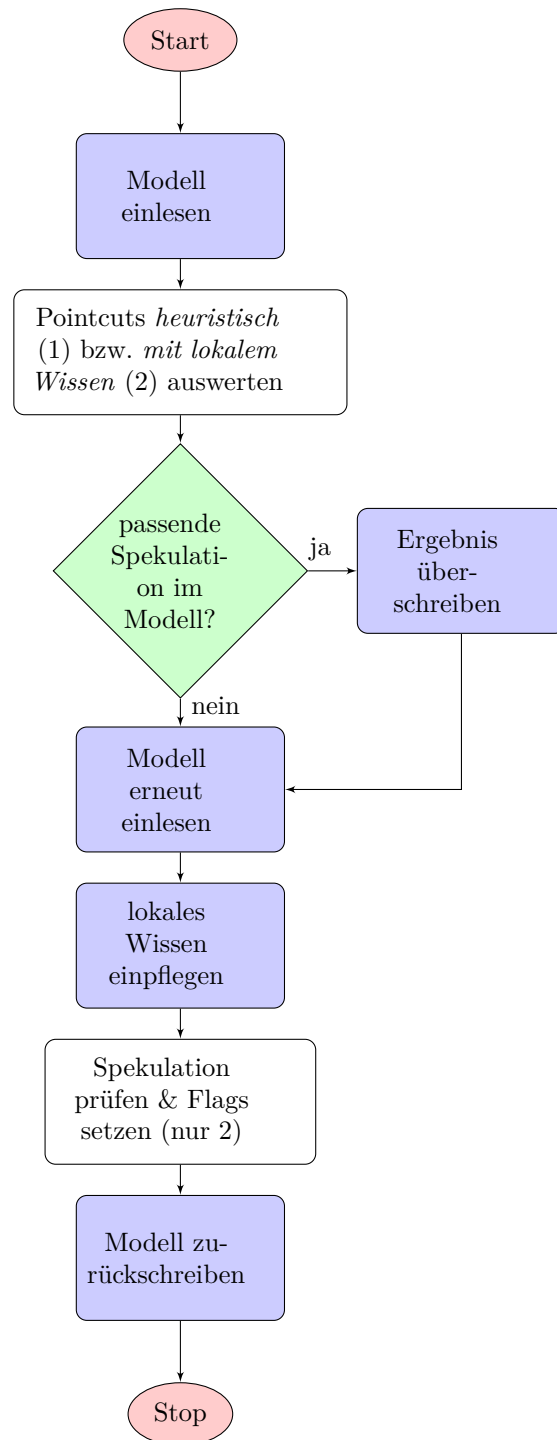 Start
Modell
einlesen
Pointcuts heuristisch
(1) bzw. mit lokalem
Wissen (2) auswerten
passende
Spekulati-
on im
Modell?
ja
Ergebnis
über-
schreiben
nein
Modell
erneut
einlesen
lokales
Wissen
einpflegen
Spekulation
prüfen & Flags
setzen (nur 2)
Modell zu-
rückschreiben
Stop